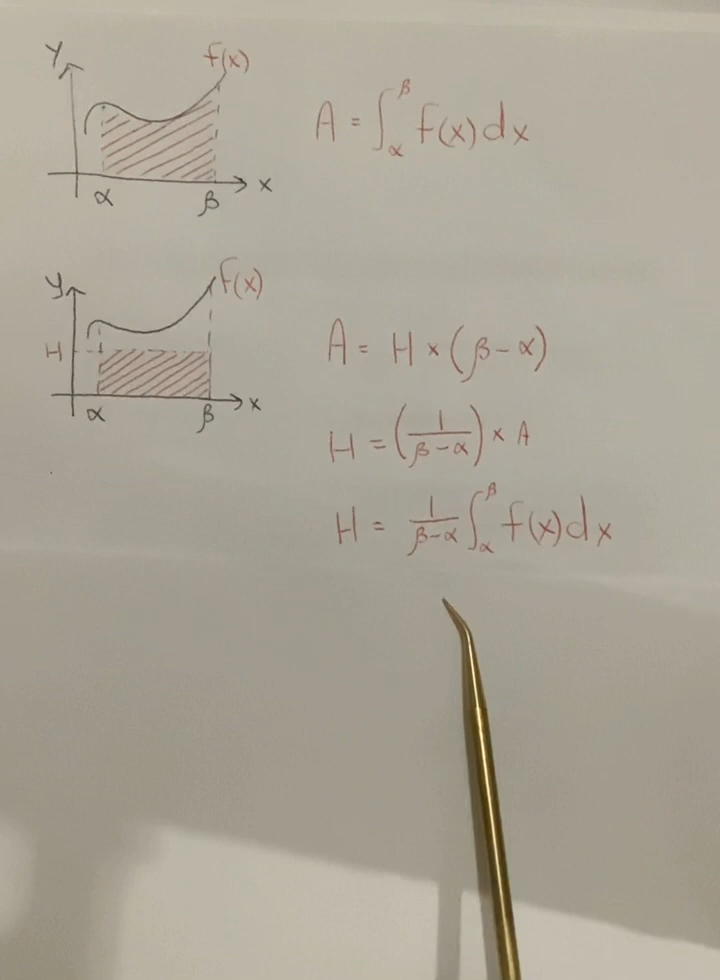 y
f(x)
A = ∫_α^β f(x) dx
α β x
y
f(x)
H
A = H × (β - α)
α β x
H = (1/(β - α)) × A
H = 1/(β - α) ∫_α^β f(x) dx